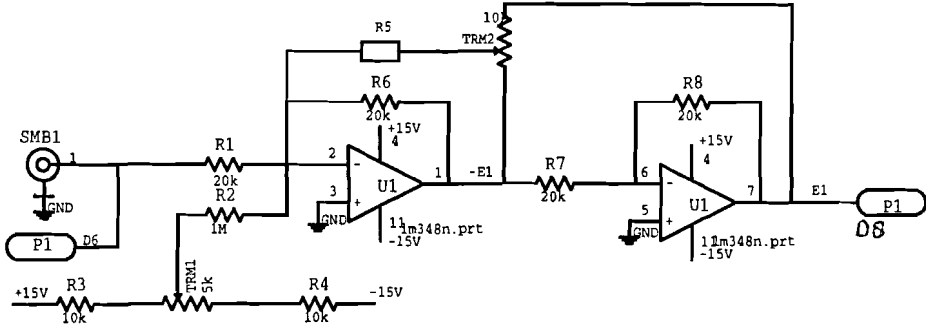 10k
R5
TRM2
R6
20k
R8
20k
SMB1
1
+15V
4
+15V
4
R1
20k
2
-
3
+
U1
1
-E1
R7
20k
6
-
5
+
U1
7
E1
P1
D8
GND
R2
1M
GND
GND
P1
D6
11
lm348n.prt
-15V
11
lm348n.prt
-15V
TRM1
5k
+15V
R3
10k
R4
10k
-15V